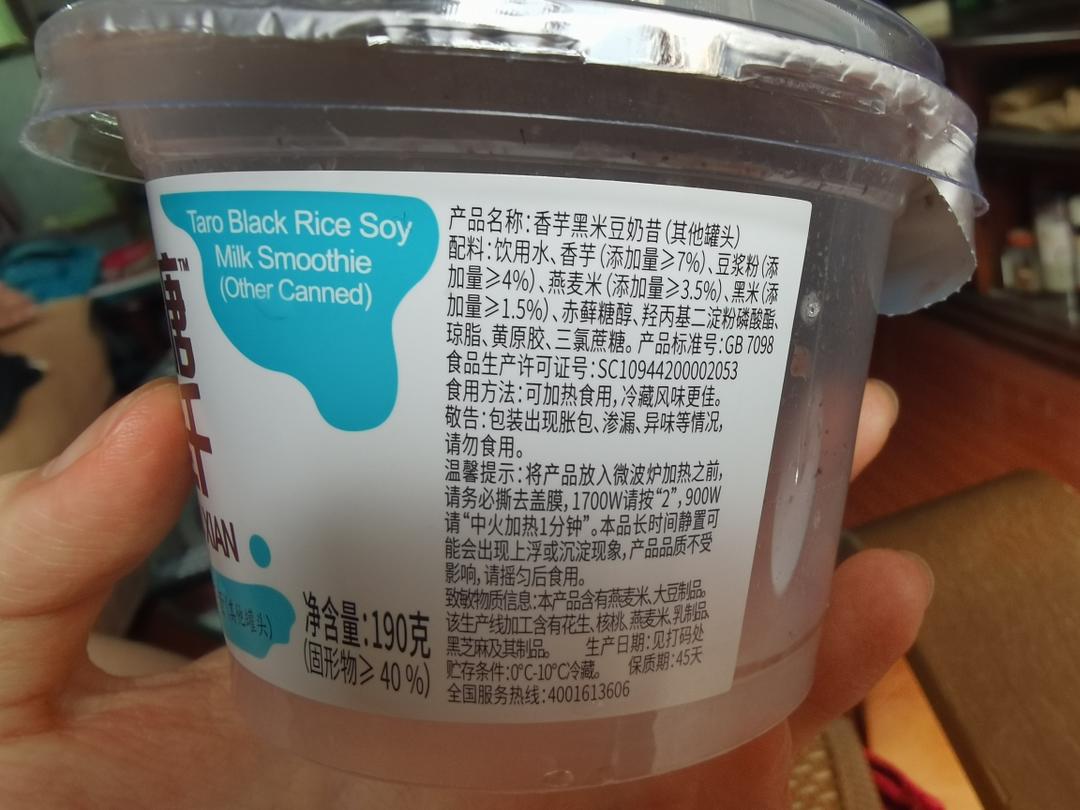 Taro Black Rice Soy
Milk Smoothie
(Other Canned)
TM
净含量:190克
(固形物≥40%)
产品名称:香芋黑米豆奶昔(其他罐头)
配料:饮用水、香芋(添加量≥7%)、豆浆粉(添
加量≥4%)、燕麦米(添加量≥3.5%)、黑米(添
加量≥1.5%)、赤藓糖醇、羟丙基二淀粉磷酸酯、
琼脂、黄原胶、三氯蔗糖。产品标准号:GB 7098
食品生产许可证号:SC10944200002053
食用方法:可加热食用,冷藏风味更佳。
敬告:包装出现胀包、渗漏、异味等情况,
请勿食用。
温馨提示:将产品放入微波炉加热之前,
请务必撕去盖膜,1700W请按“2”,900W
请“中火加热1分钟”。本品长时间静置可
能会出现上浮或沉淀现象,产品品质不受
影响,请摇匀后食用。
致敏物质信息:本产品含有燕麦米、大豆制品。
该生产线加工含有花生、核桃、燕麦米、乳制品、
黑芝麻及其制品。 生产日期:见打码处
贮存条件:0℃-10℃冷藏。 保质期:45天
全国服务热线:4001613606
(其他罐头)